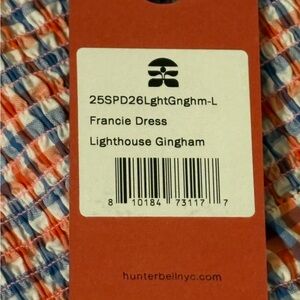 25SPD26LghtGnghm-L
Francie Dress
Lighthouse Gingham
8 10184 73117 7
hunterbellnyc.com